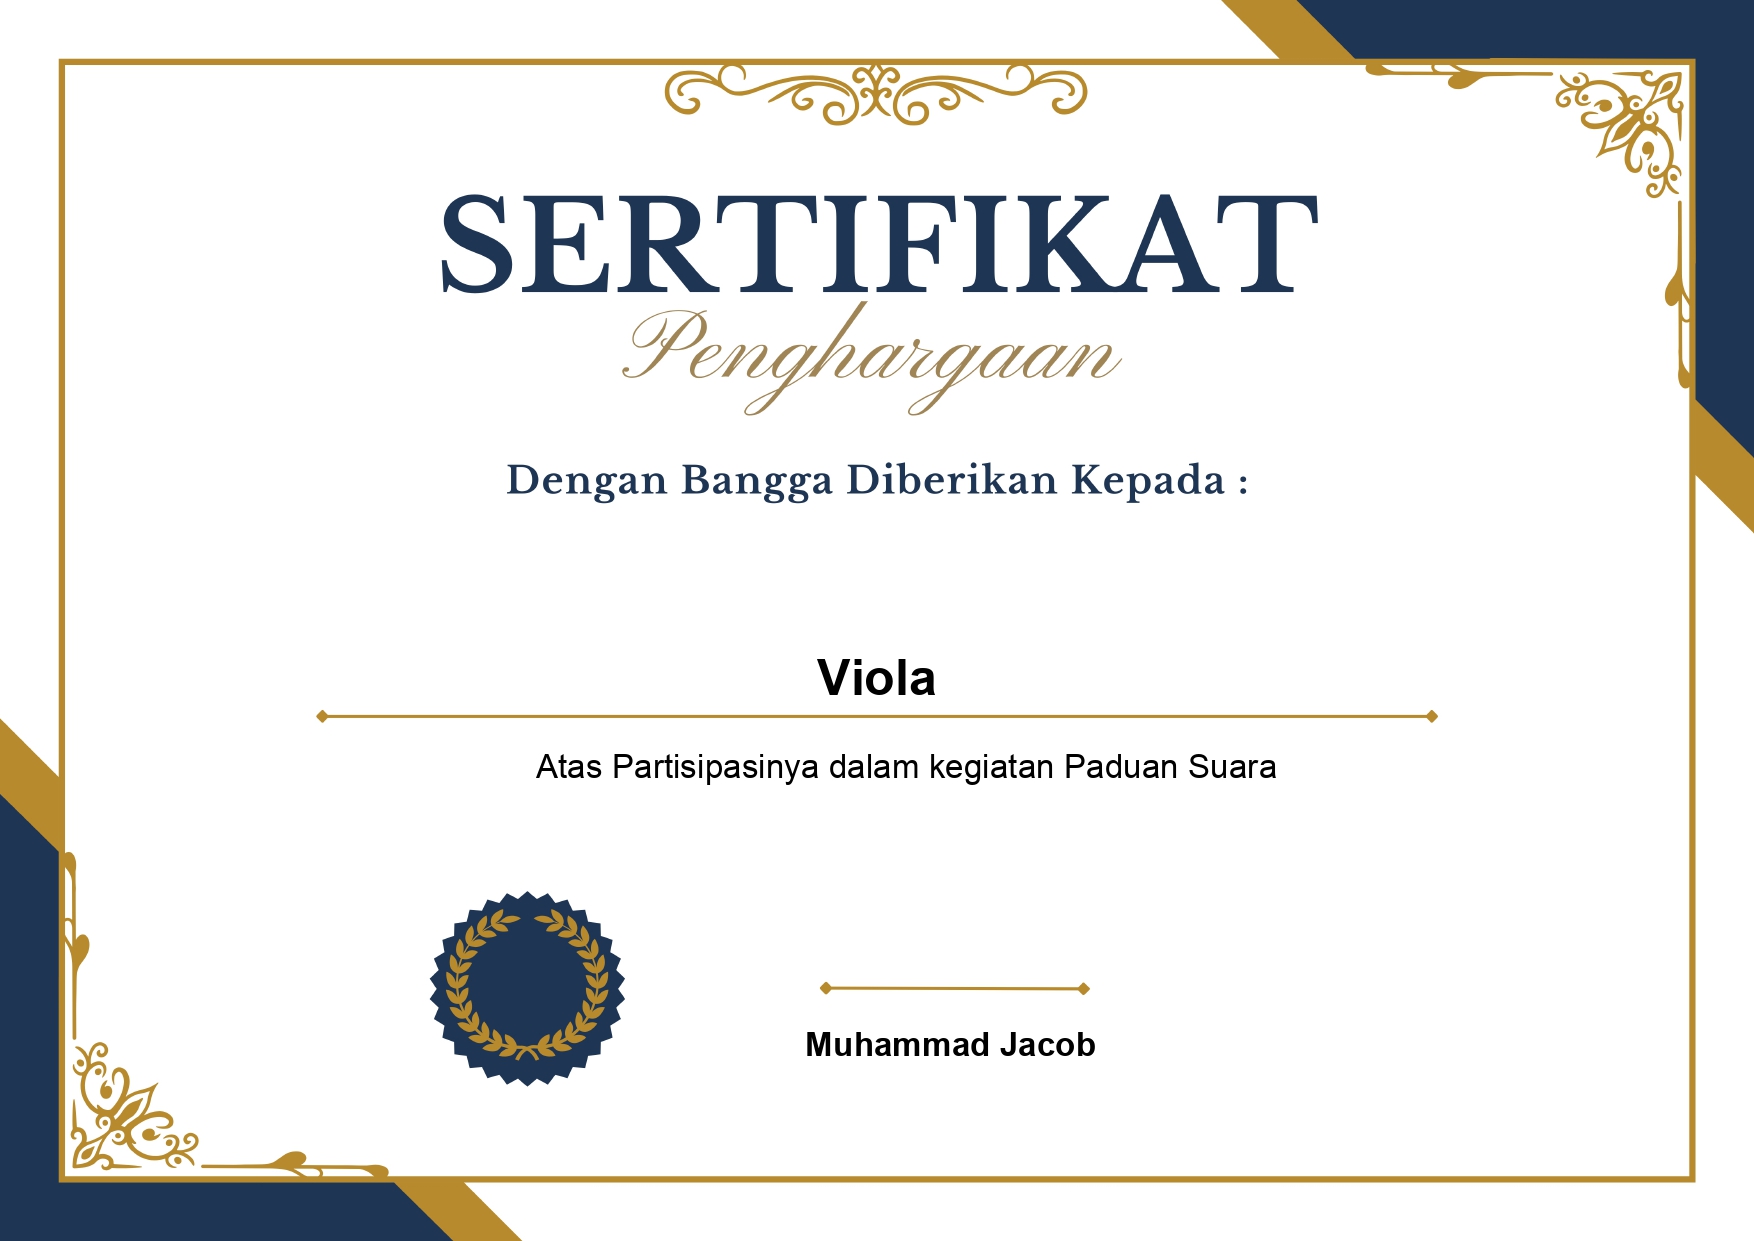 SERTIFIKAT
Penghargaan
Dengan Bangga Diberikan Kepada :
Viola
Atas Partisipasinya dalam kegiatan Paduan Suara
Muhammad Jacob